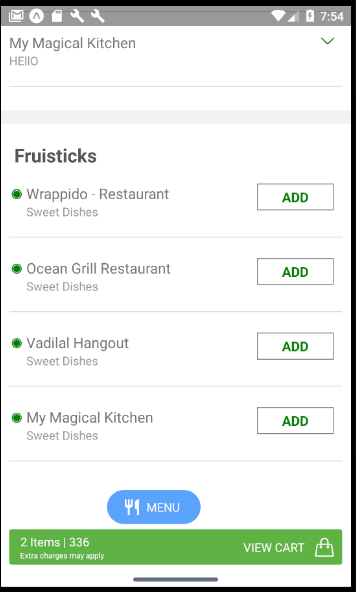 7:54
My Magical Kitchen
HEllO
Fruisticks
Wrappido - Restaurant
ADD
Sweet Dishes
Ocean Grill Restaurant
ADD
Sweet Dishes
Vadilal Hangout
ADD
Sweet Dishes
My Magical Kitchen
ADD
Sweet Dishes
MENU
2 Items | 336
VIEW CART
Extra charges may apply